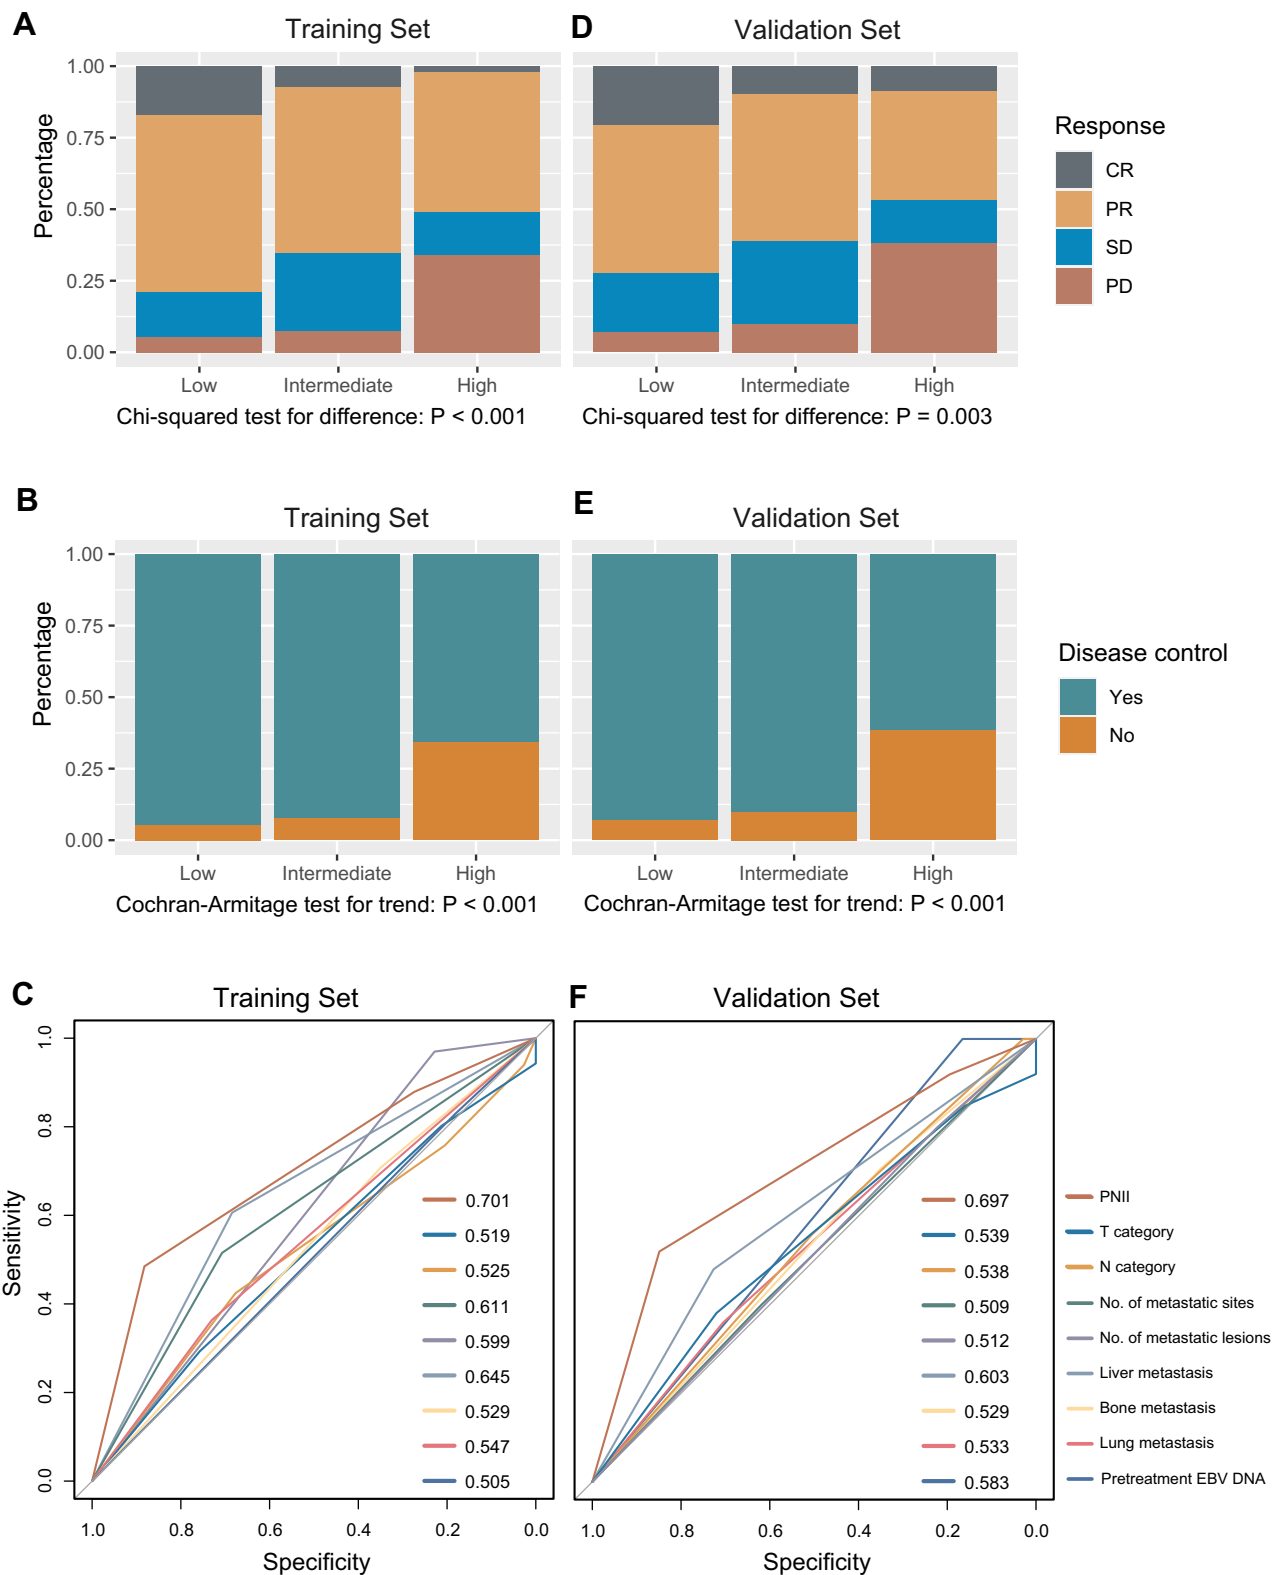 A
Training Set
D
Validation Set
Percentage
1.00
0.75
0.50
0.25
0.00
Low
Intermediate
High
Low
Intermediate
High
Chi-squared test for difference: P < 0.001
Chi-squared test for difference: P = 0.003
Response
CR
PR
SD
PD
B
Training Set
E
Validation Set
Percentage
1.00
0.75
0.50
0.25
0.00
Low
Intermediate
High
Low
Intermediate
High
Cochran-Armitage test for trend: P < 0.001
Cochran-Armitage test for trend: P < 0.001
Disease control
Yes
No
C
Training Set
Sensitivity
1.0
0.8
0.6
0.4
0.2
0.0
0.701
0.519
0.525
0.611
0.599
0.645
0.529
0.547
0.505
1.0
0.8
0.6
0.4
0.2
0.0
Specificity
F
Validation Set
0.697
0.539
0.538
0.509
0.512
0.603
0.529
0.533
0.583
1.0
0.8
0.6
0.4
0.2
0.0
Specificity
PNII
T category
N category
No. of metastatic sites
No. of metastatic lesions
Liver metastasis
Bone metastasis
Lung metastasis
Pretreatment EBV DNA